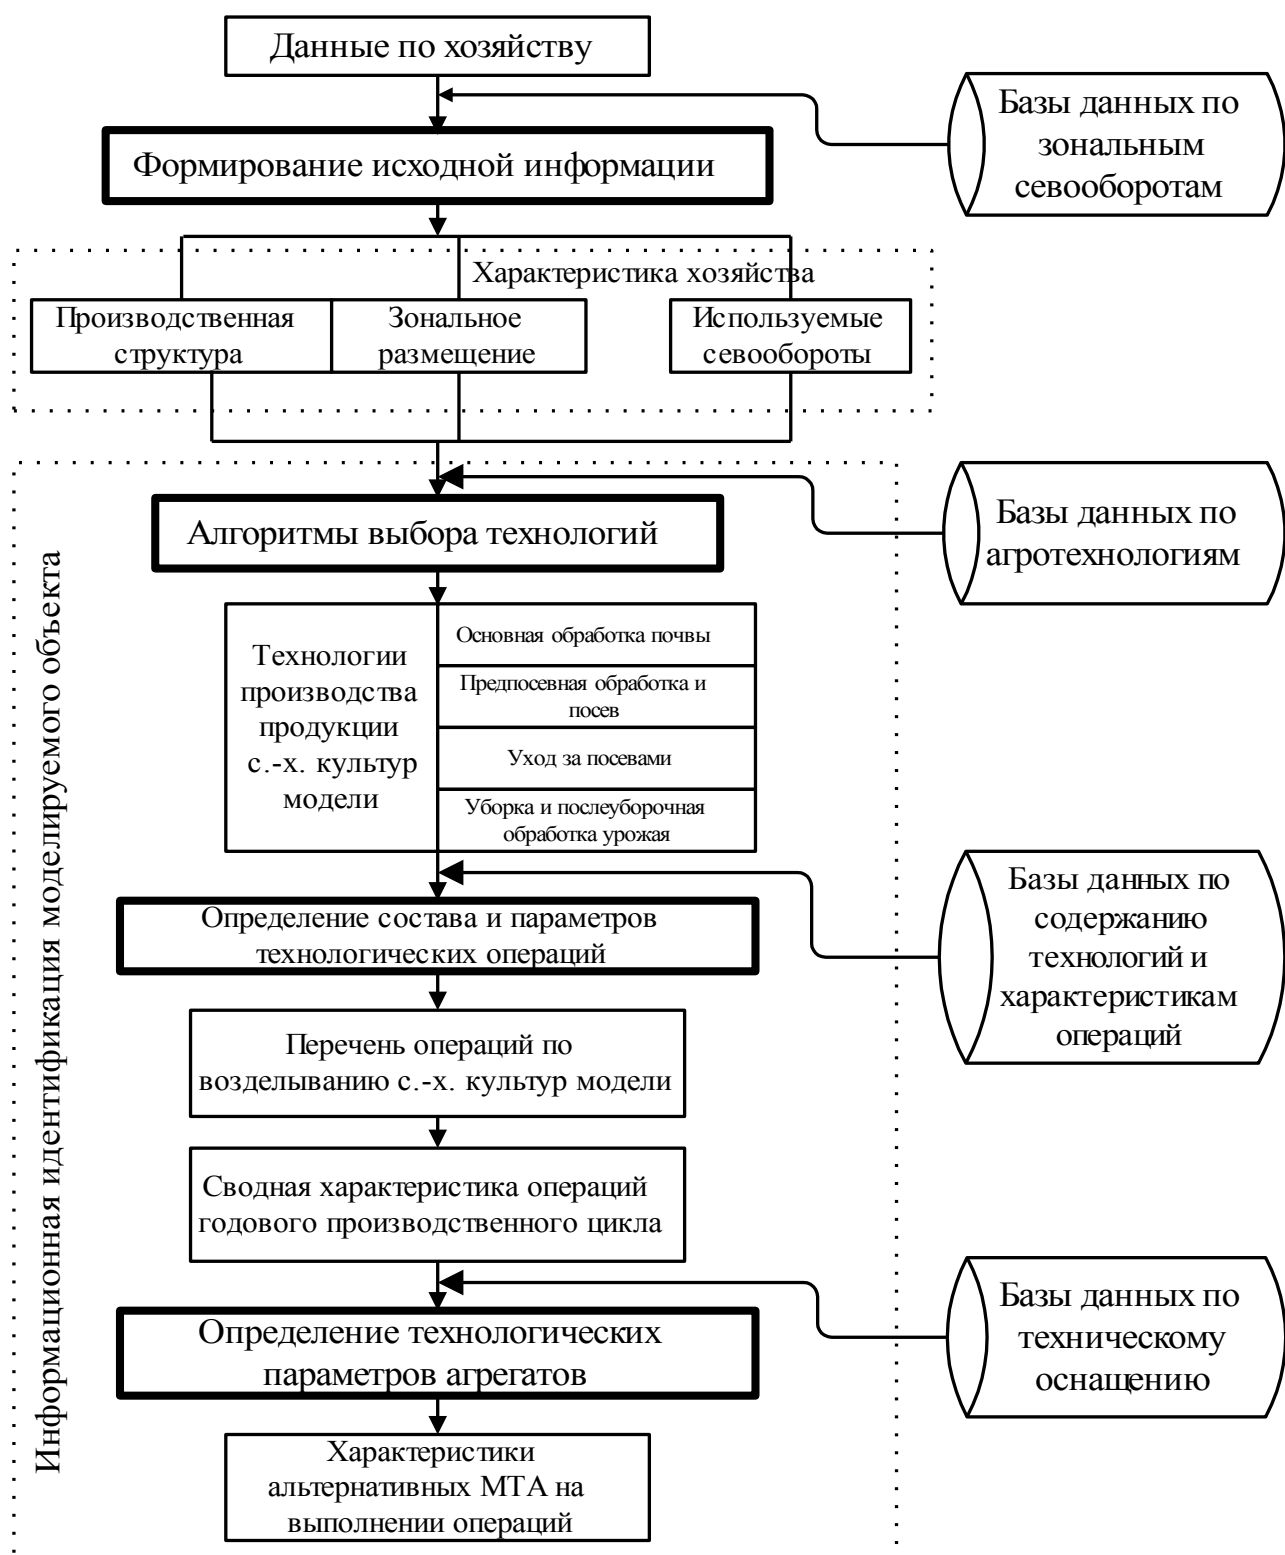 Данные по хозяйству
Базы данных по
зональным
севооборотам
Формирование исходной информации
Характеристика хозяйства
Производственная
структура
Зональное
размещение
Используемые
севообороты
Информационная идентификация моделируемого объекта
Алгоритмы выбора технологий
Базы данных по
агротехнологиям
Технологии
производства
продукции
с.-х. культур
модели
Основная обработка почвы
Предпосевная обработка и
посев
Уход за посевами
Уборка и послеуборочная
обработка урожая
Определение состава и параметров
технологических операций
Базы данных по
содержанию
технологий и
характеристикам
операций
Перечень операций по
возделыванию с.-х. культур модели
Сводная характеристика операций
годового производственного цикла
Определение технологических
параметров агрегатов
Базы данных по
техническому
оснащению
Характеристики
альтернативных МТА на
выполнении операций